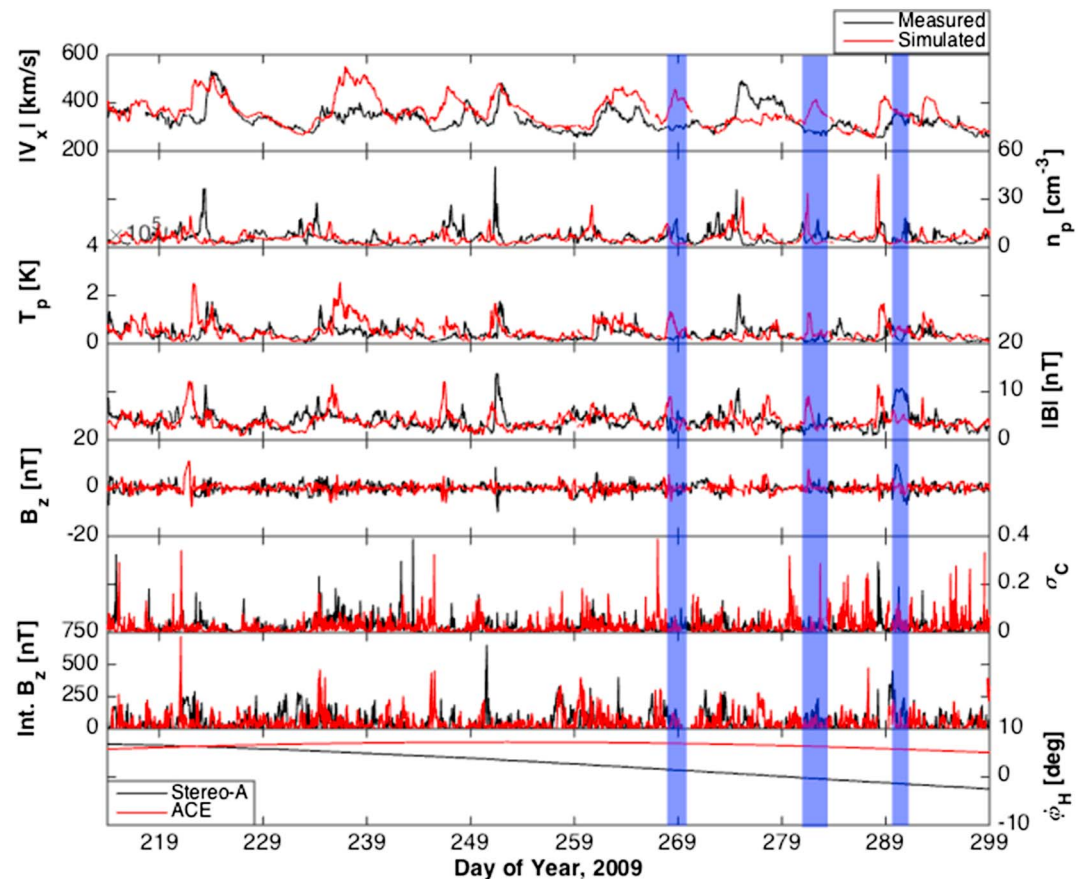 Measured
Simulated
600
400
200
|Vx| [km/s]
60
30
0
np [cm-3]
×10^5
4
2
0
Tp [K]
20
10
0
|B| [nT]
20
0
-20
Bz [nT]
0.4
0.2
0
σC
750
500
250
0
Int. Bz [nT]
10
0
-10
φ̇H [deg]
Stereo-A
ACE
219 229 239 249 259 269 279 289 299
Day of Year, 2009